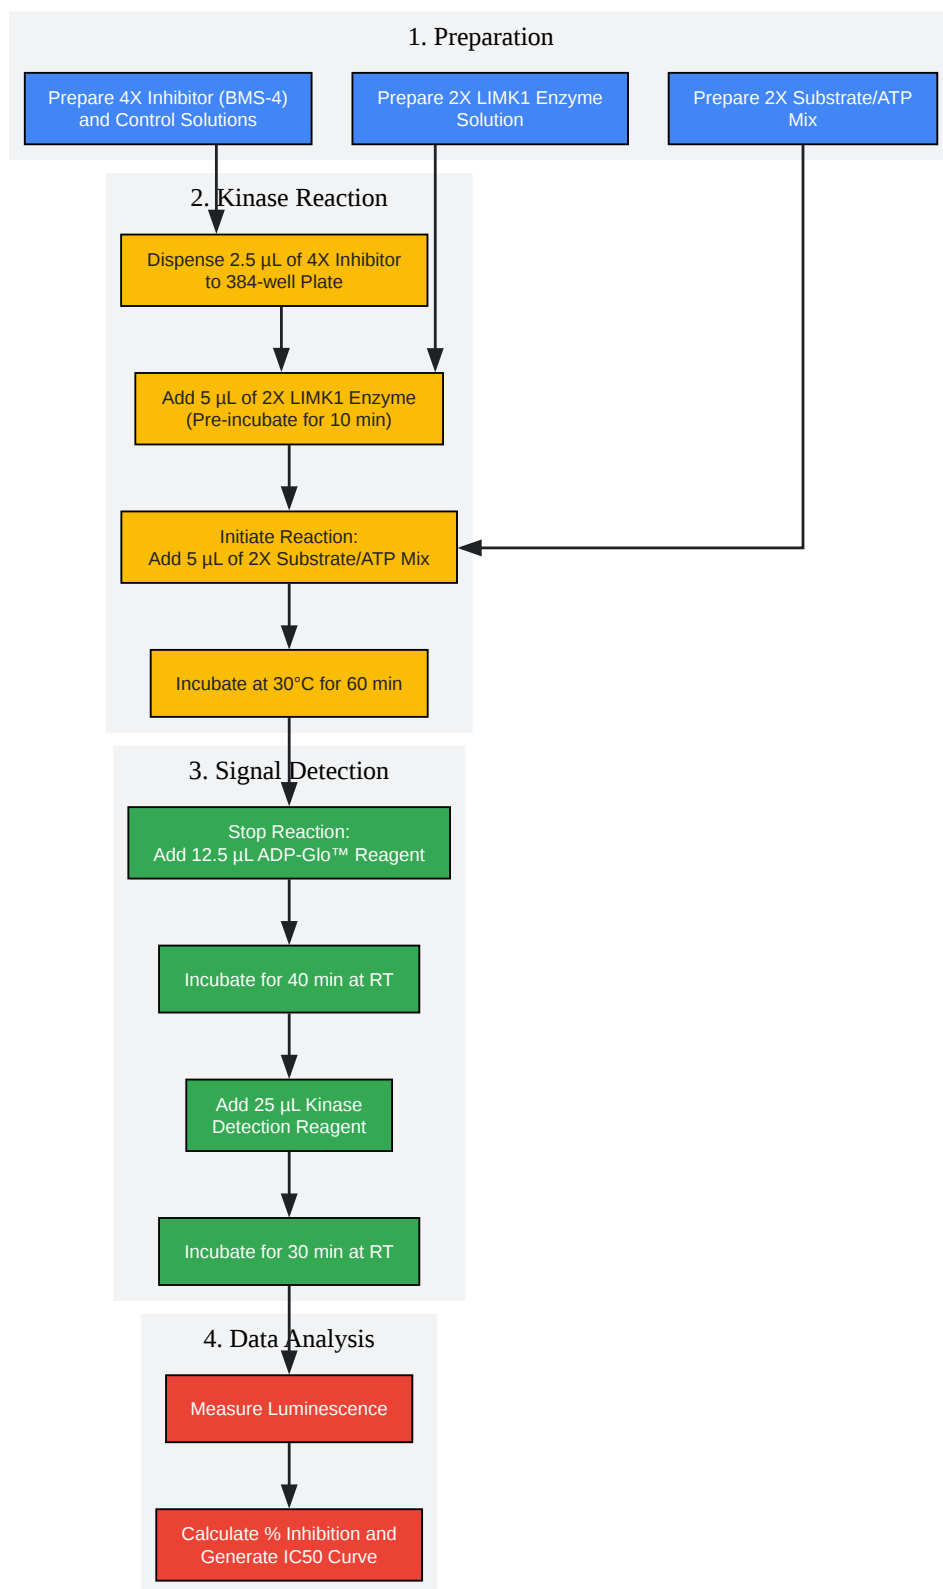 1. Preparation
Prepare 4X Inhibitor (BMS-4)
and Control Solutions
Prepare 2X LIMK1 Enzyme
Solution
Prepare 2X Substrate/ATP
Mix
2. Kinase Reaction
Dispense 2.5 µL of 4X Inhibitor
to 384-well Plate
Add 5 µL of 2X LIMK1 Enzyme
(Pre-incubate for 10 min)
Initiate Reaction:
Add 5 µL of 2X Substrate/ATP Mix
Incubate at 30°C for 60 min
3. Signal Detection
Stop Reaction:
Add 12.5 µL ADP-Glo™ Reagent
Incubate for 40 min at RT
Add 25 µL Kinase
Detection Reagent
Incubate for 30 min at RT
4. Data Analysis
Measure Luminescence
Calculate % Inhibition and
Generate IC50 Curve